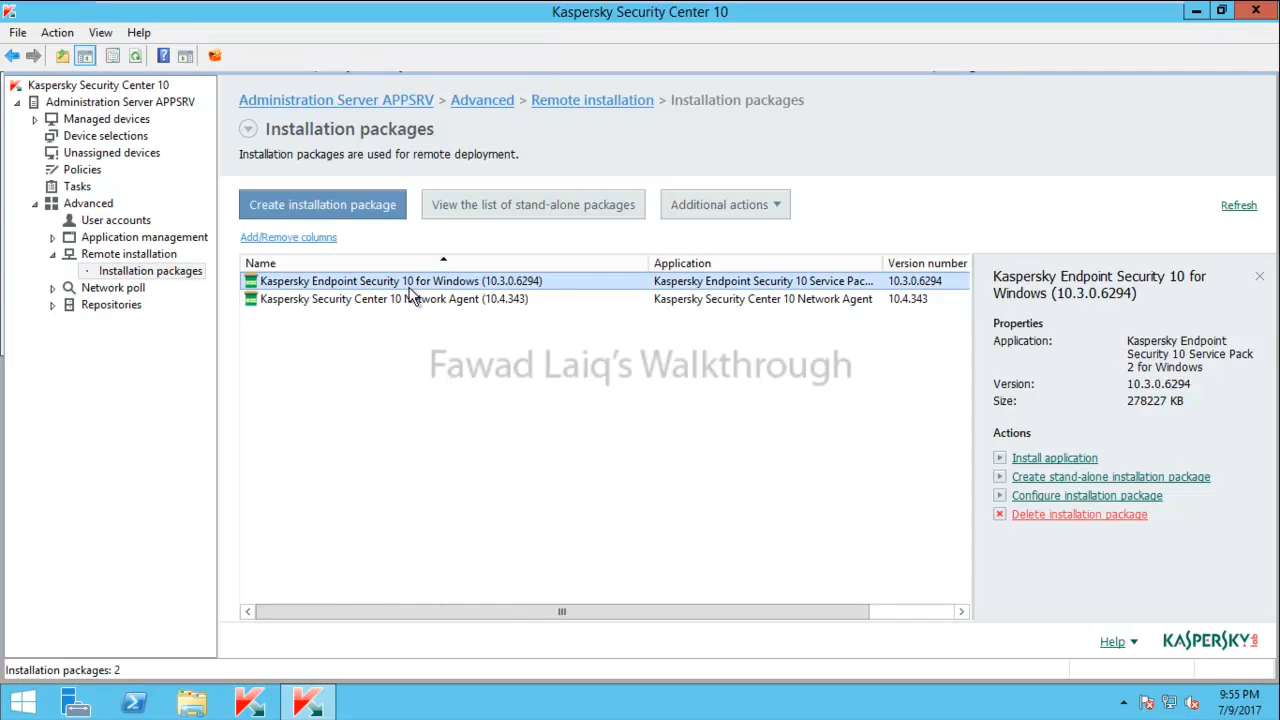 Kaspersky Security Center 10
File Action View Help
Kaspersky Security Center 10
Administration Server APPSRV
Managed devices
Device selections
Unassigned devices
Policies
Tasks
Advanced
User accounts
Application management
Remote installation
Installation packages
Network poll
Repositories
Administration Server APPSRV > Advanced > Remote installation > Installation packages
Installation packages
Installation packages are used for remote deployment.
Create installation package View the list of stand-alone packages Additional actions Refresh
Add/Remove columns
Name Application Version number
Kaspersky Endpoint Security 10 for Windows (10.3.0.6294) Kaspersky Endpoint Security 10 Service Pac... 10.3.0.6294
Kaspersky Security Center 10 Network Agent (10.4.343) Kaspersky Security Center 10 Network Agent 10.4.343
Fawad Laiq's Walkthrough
Kaspersky Endpoint Security 10 for
Windows (10.3.0.6294)
Properties
Application: Kaspersky Endpoint
Security 10 Service Pack
2 for Windows
Version: 10.3.0.6294
Size: 278227 KB
Actions
Install application
Create stand-alone installation package
Configure installation package
Delete installation package
Help KASPERSKY
Installation packages: 2
9:55 PM
7/9/2017